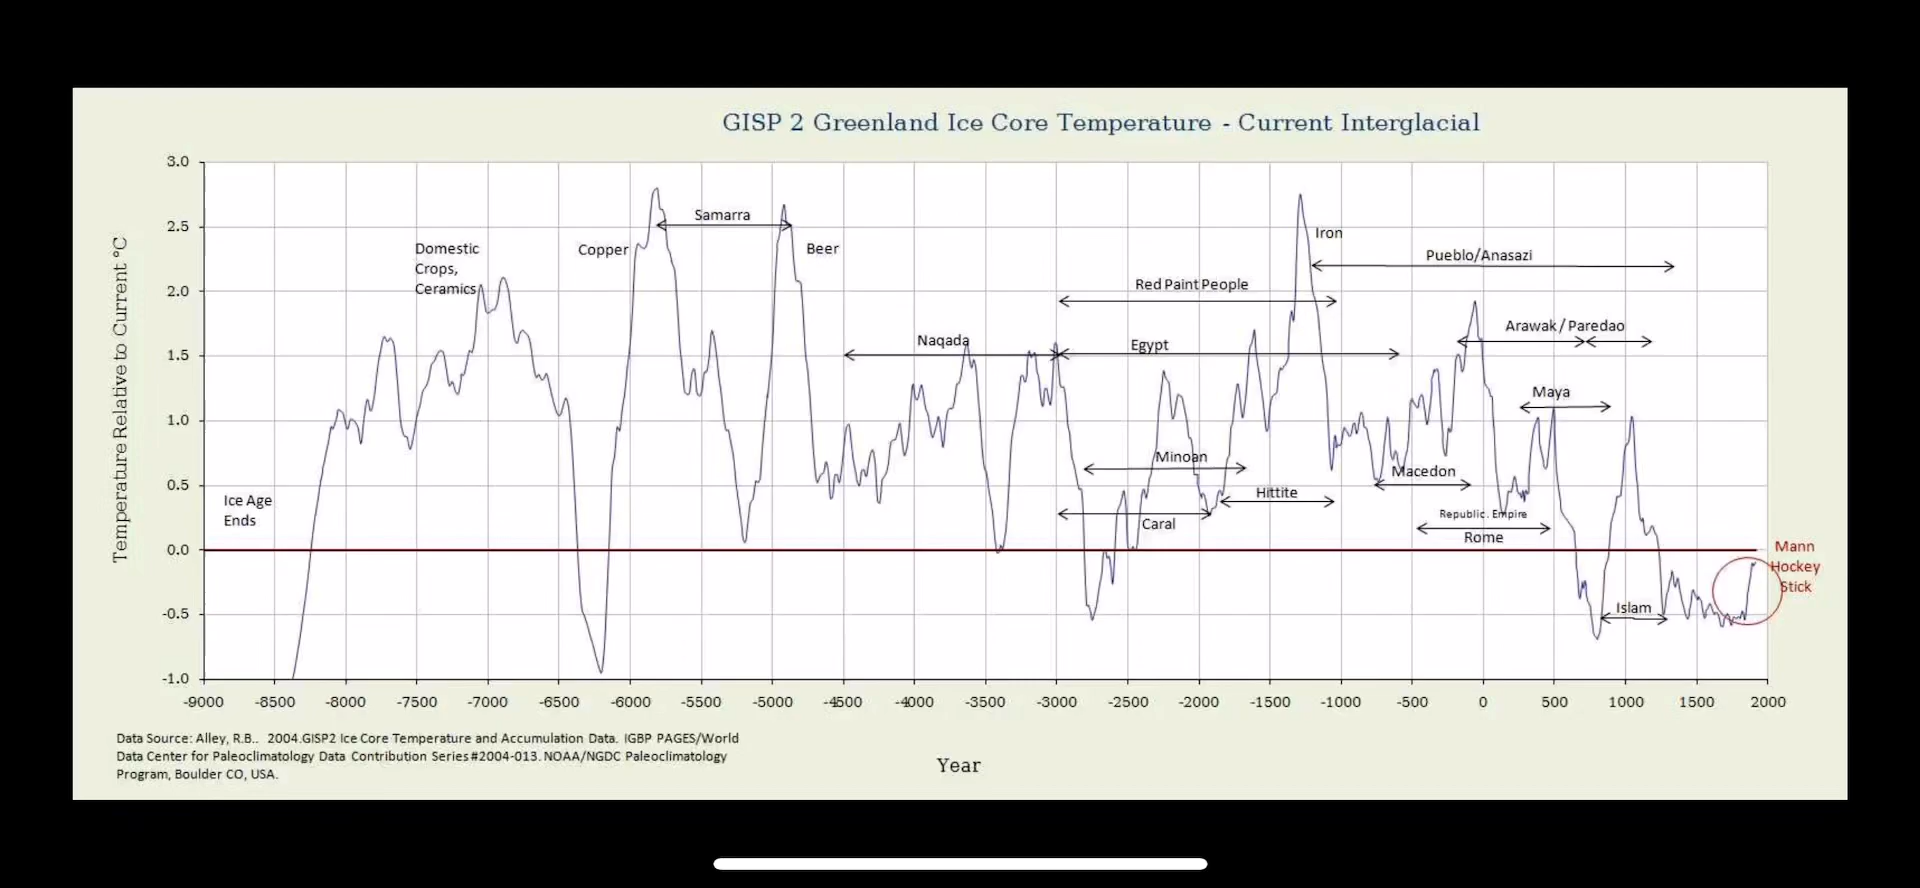 GISP 2 Greenland Ice Core Temperature - Current Interglacial
Temperature Relative to Current °C
3.0
2.5
2.0
1.5
1.0
0.5
0.0
-0.5
-1.0
Ice Age
Ends
Domestic
Crops,
Ceramics
Copper
Samarra
Beer
Naqada
Red Paint People
Egypt
Minoan
Hittite
Caral
Iron
Pueblo/Anasazi
Arawak / Paredao
Maya
Macedon
Republic. Empire
Rome
Islam
Mann
Hockey
Stick
-9000 -8500 -8000 -7500 -7000 -6500 -6000 -5500 -5000 -4500 -4000 -3500 -3000 -2500 -2000 -1500 -1000 -500 0 500 1000 1500 2000
Year
Data Source: Alley, R.B.. 2004.GISP2 Ice Core Temperature and Accumulation Data. IGBP PAGES/World
Data Center for Paleoclimatology Data Contribution Series #2004-013. NOAA/NGDC Paleoclimatology
Program, Boulder CO, USA.